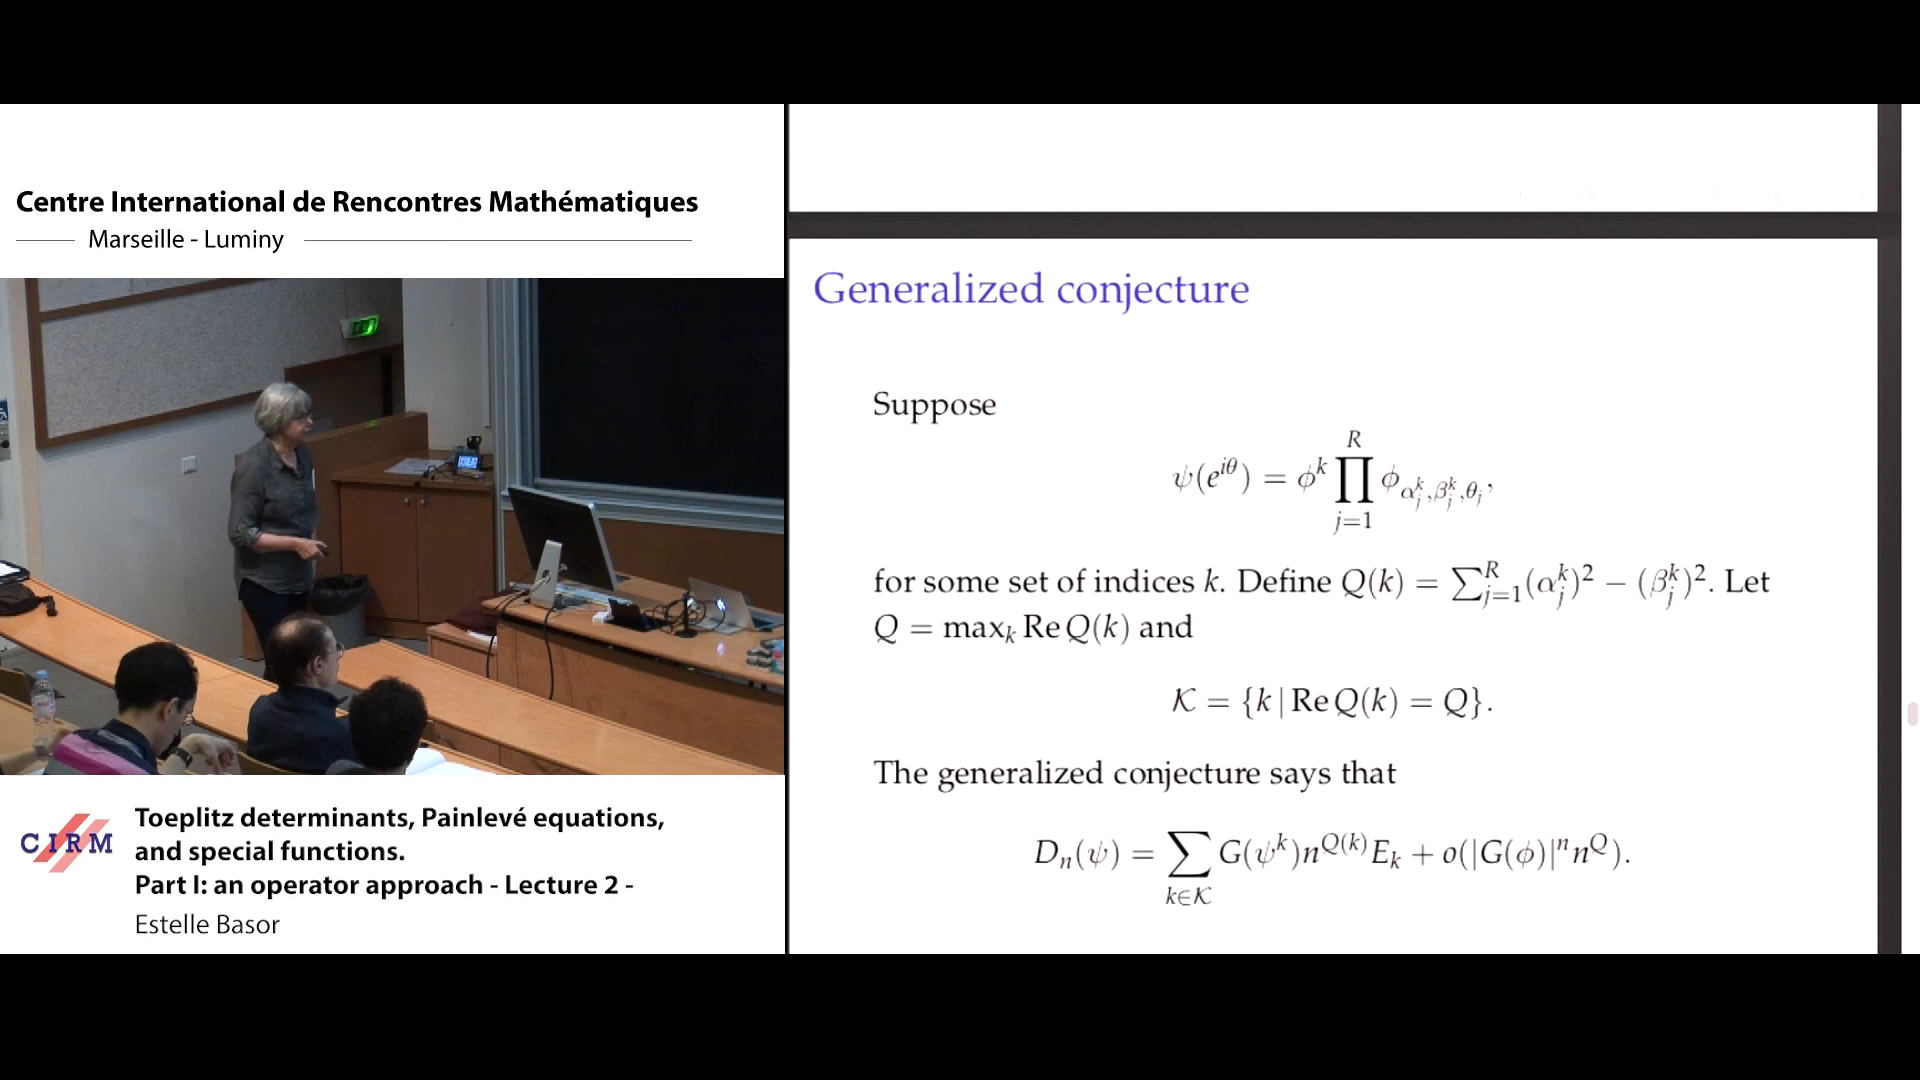 Centre International de Rencontres Mathématiques
Marseille - Luminy
CIRM
Toeplitz determinants, Painlevé equations,
and special functions.
Part I: an operator approach - Lecture 2 -
Estelle Basor
Generalized conjecture
Suppose
ψ(e^{iθ}) = ϕ^k ∏_{j=1}^{R} ϕ_{α_j^k, β_j^k, θ_j},
for some set of indices k. Define Q(k) = ∑_{j=1}^{R} (α_j^k)^2 − (β_j^k)^2. Let
Q = max_k Re Q(k) and
𝒦 = {k | Re Q(k) = Q}.
The generalized conjecture says that
D_n(ψ) = ∑_{k∈𝒦} G(ψ^k) n^{Q(k)} E_k + o(|G(ϕ)|^n n^Q).